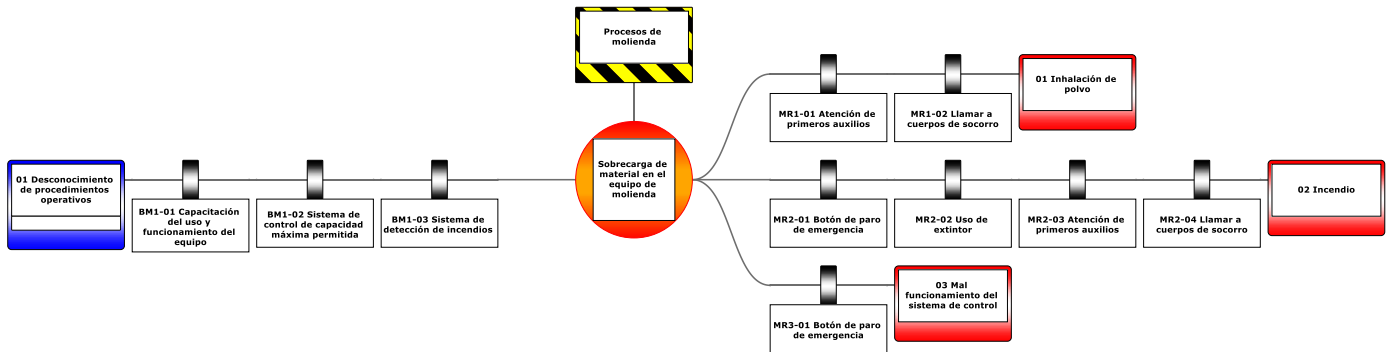 Procesos de
molienda
01 Desconocimiento
de procedimientos
operativos
BM1-01 Capacitación
del uso y
funcionamiento del
equipo
BM1-02 Sistema de
control de capacidad
máxima permitida
BM1-03 Sistema de
detección de incendios
Sobrecarga de
material en el
equipo de
molienda
MR1-01 Atención de
primeros auxilios
MR1-02 Llamar a
cuerpos de socorro
01 Inhalación de
polvo
MR2-01 Botón de paro
de emergencia
MR2-02 Uso de
extintor
MR2-03 Atención de
primeros auxilios
MR2-04 Llamar a
cuerpos de socorro
02 Incendio
MR3-01 Botón de paro
de emergencia
03 Mal
funcionamiento del
sistema de control